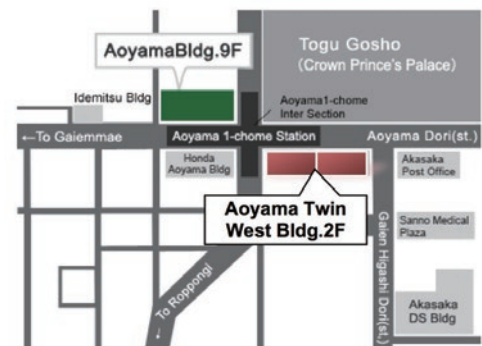 AoyamaBldg.9F
Togu Gosho
(Crown Prince's Palace)
Idemitsu Bldg
Aoyama1-chome
Inter Section
←To Gaiemmae
Aoyama 1-chome Station
Aoyama Dori(st.)
Honda
Aoyama Bldg
Akasaka
Post Office
Aoyama Twin
West Bldg.2F
Sanno Medical
Plaza
Gaien Higashi Dori(st.)
← To Roppongi
Akasaka
DS Bldg